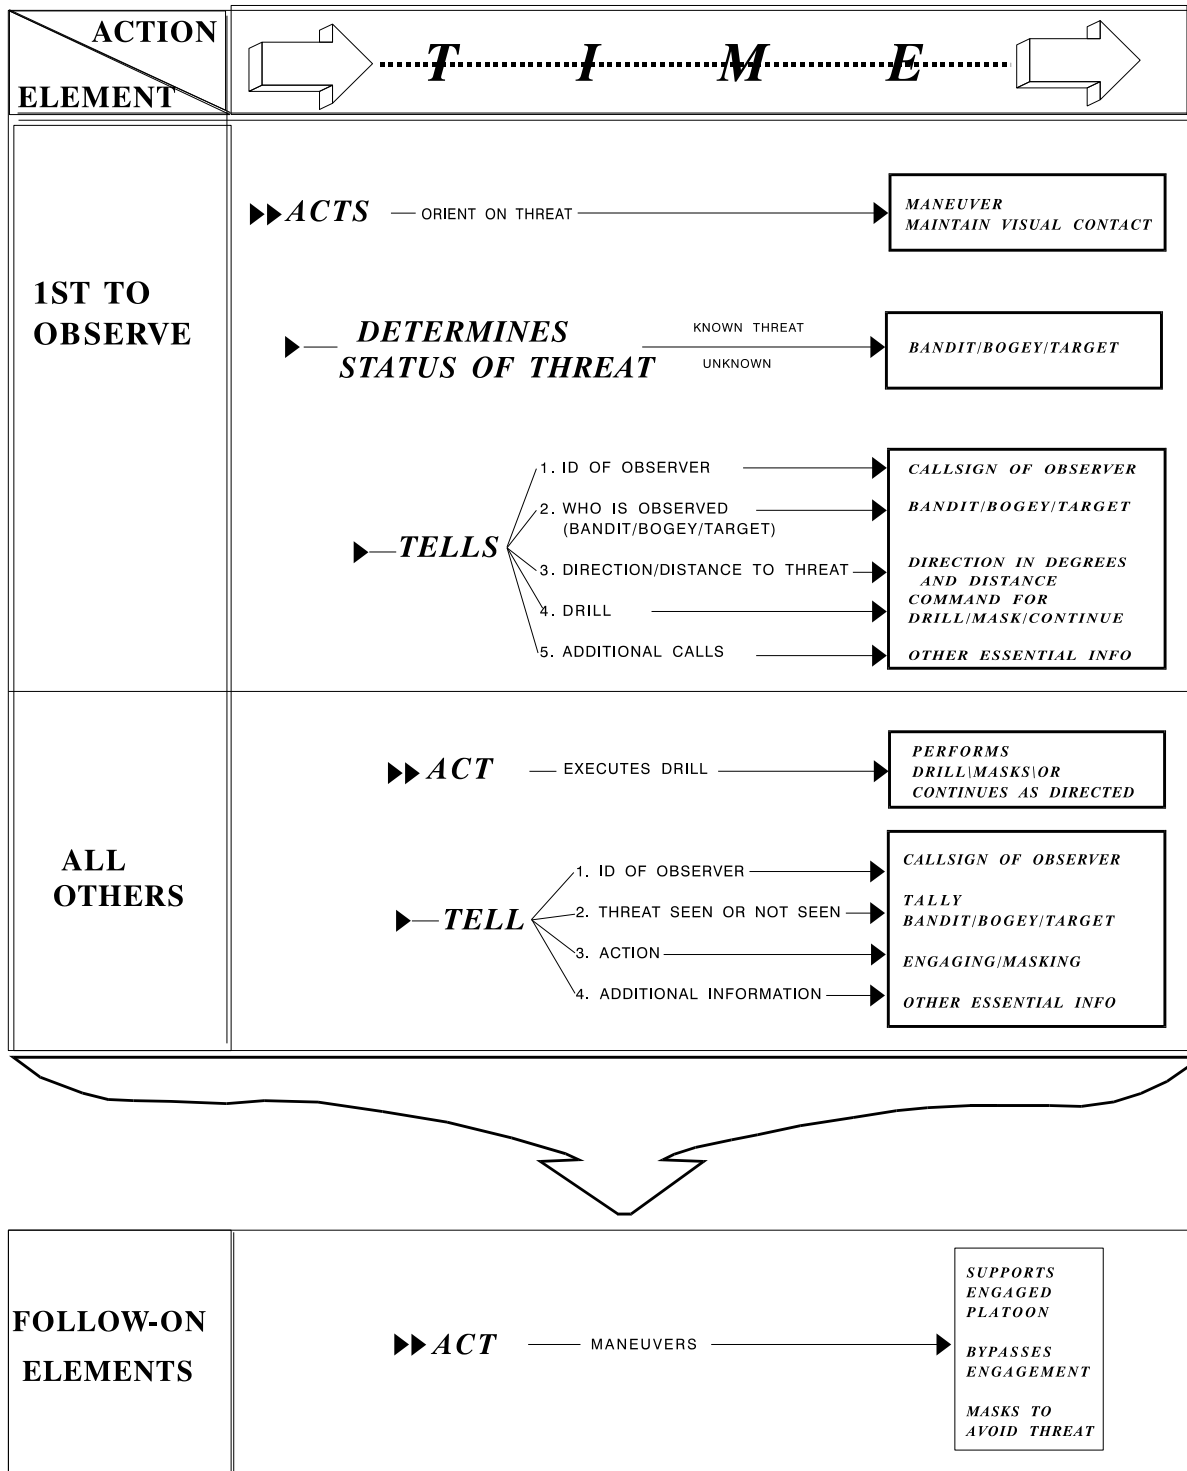 ACTION
ELEMENT
T I M E
1ST TO
OBSERVE
ACTS
ORIENT ON THREAT
MANEUVER
MAINTAIN VISUAL CONTACT
DETERMINES
STATUS OF THREAT
KNOWN THREAT
UNKNOWN
BANDIT/BOGEY/TARGET
TELLS
1. ID OF OBSERVER
2. WHO IS OBSERVED
(BANDIT/BOGEY/TARGET)
3. DIRECTION/DISTANCE TO THREAT
4. DRILL
5. ADDITIONAL CALLS
CALLSIGN OF OBSERVER
BANDIT/BOGEY/TARGET
DIRECTION IN DEGREES
AND DISTANCE
COMMAND FOR
DRILL/MASK/CONTINUE
OTHER ESSENTIAL INFO
ALL
OTHERS
ACT
EXECUTES DRILL
PERFORMS
DRILL\MASKS\OR
CONTINUES AS DIRECTED
TELL
1. ID OF OBSERVER
2. THREAT SEEN OR NOT SEEN
3. ACTION
4. ADDITIONAL INFORMATION
CALLSIGN OF OBSERVER
TALLY
BANDIT/BOGEY/TARGET
ENGAGING/MASKING
OTHER ESSENTIAL INFO
FOLLOW-ON
ELEMENTS
ACT
MANEUVERS
SUPPORTS
ENGAGED
PLATOON
BYPASSES
ENGAGEMENT
MASKS TO
AVOID THREAT